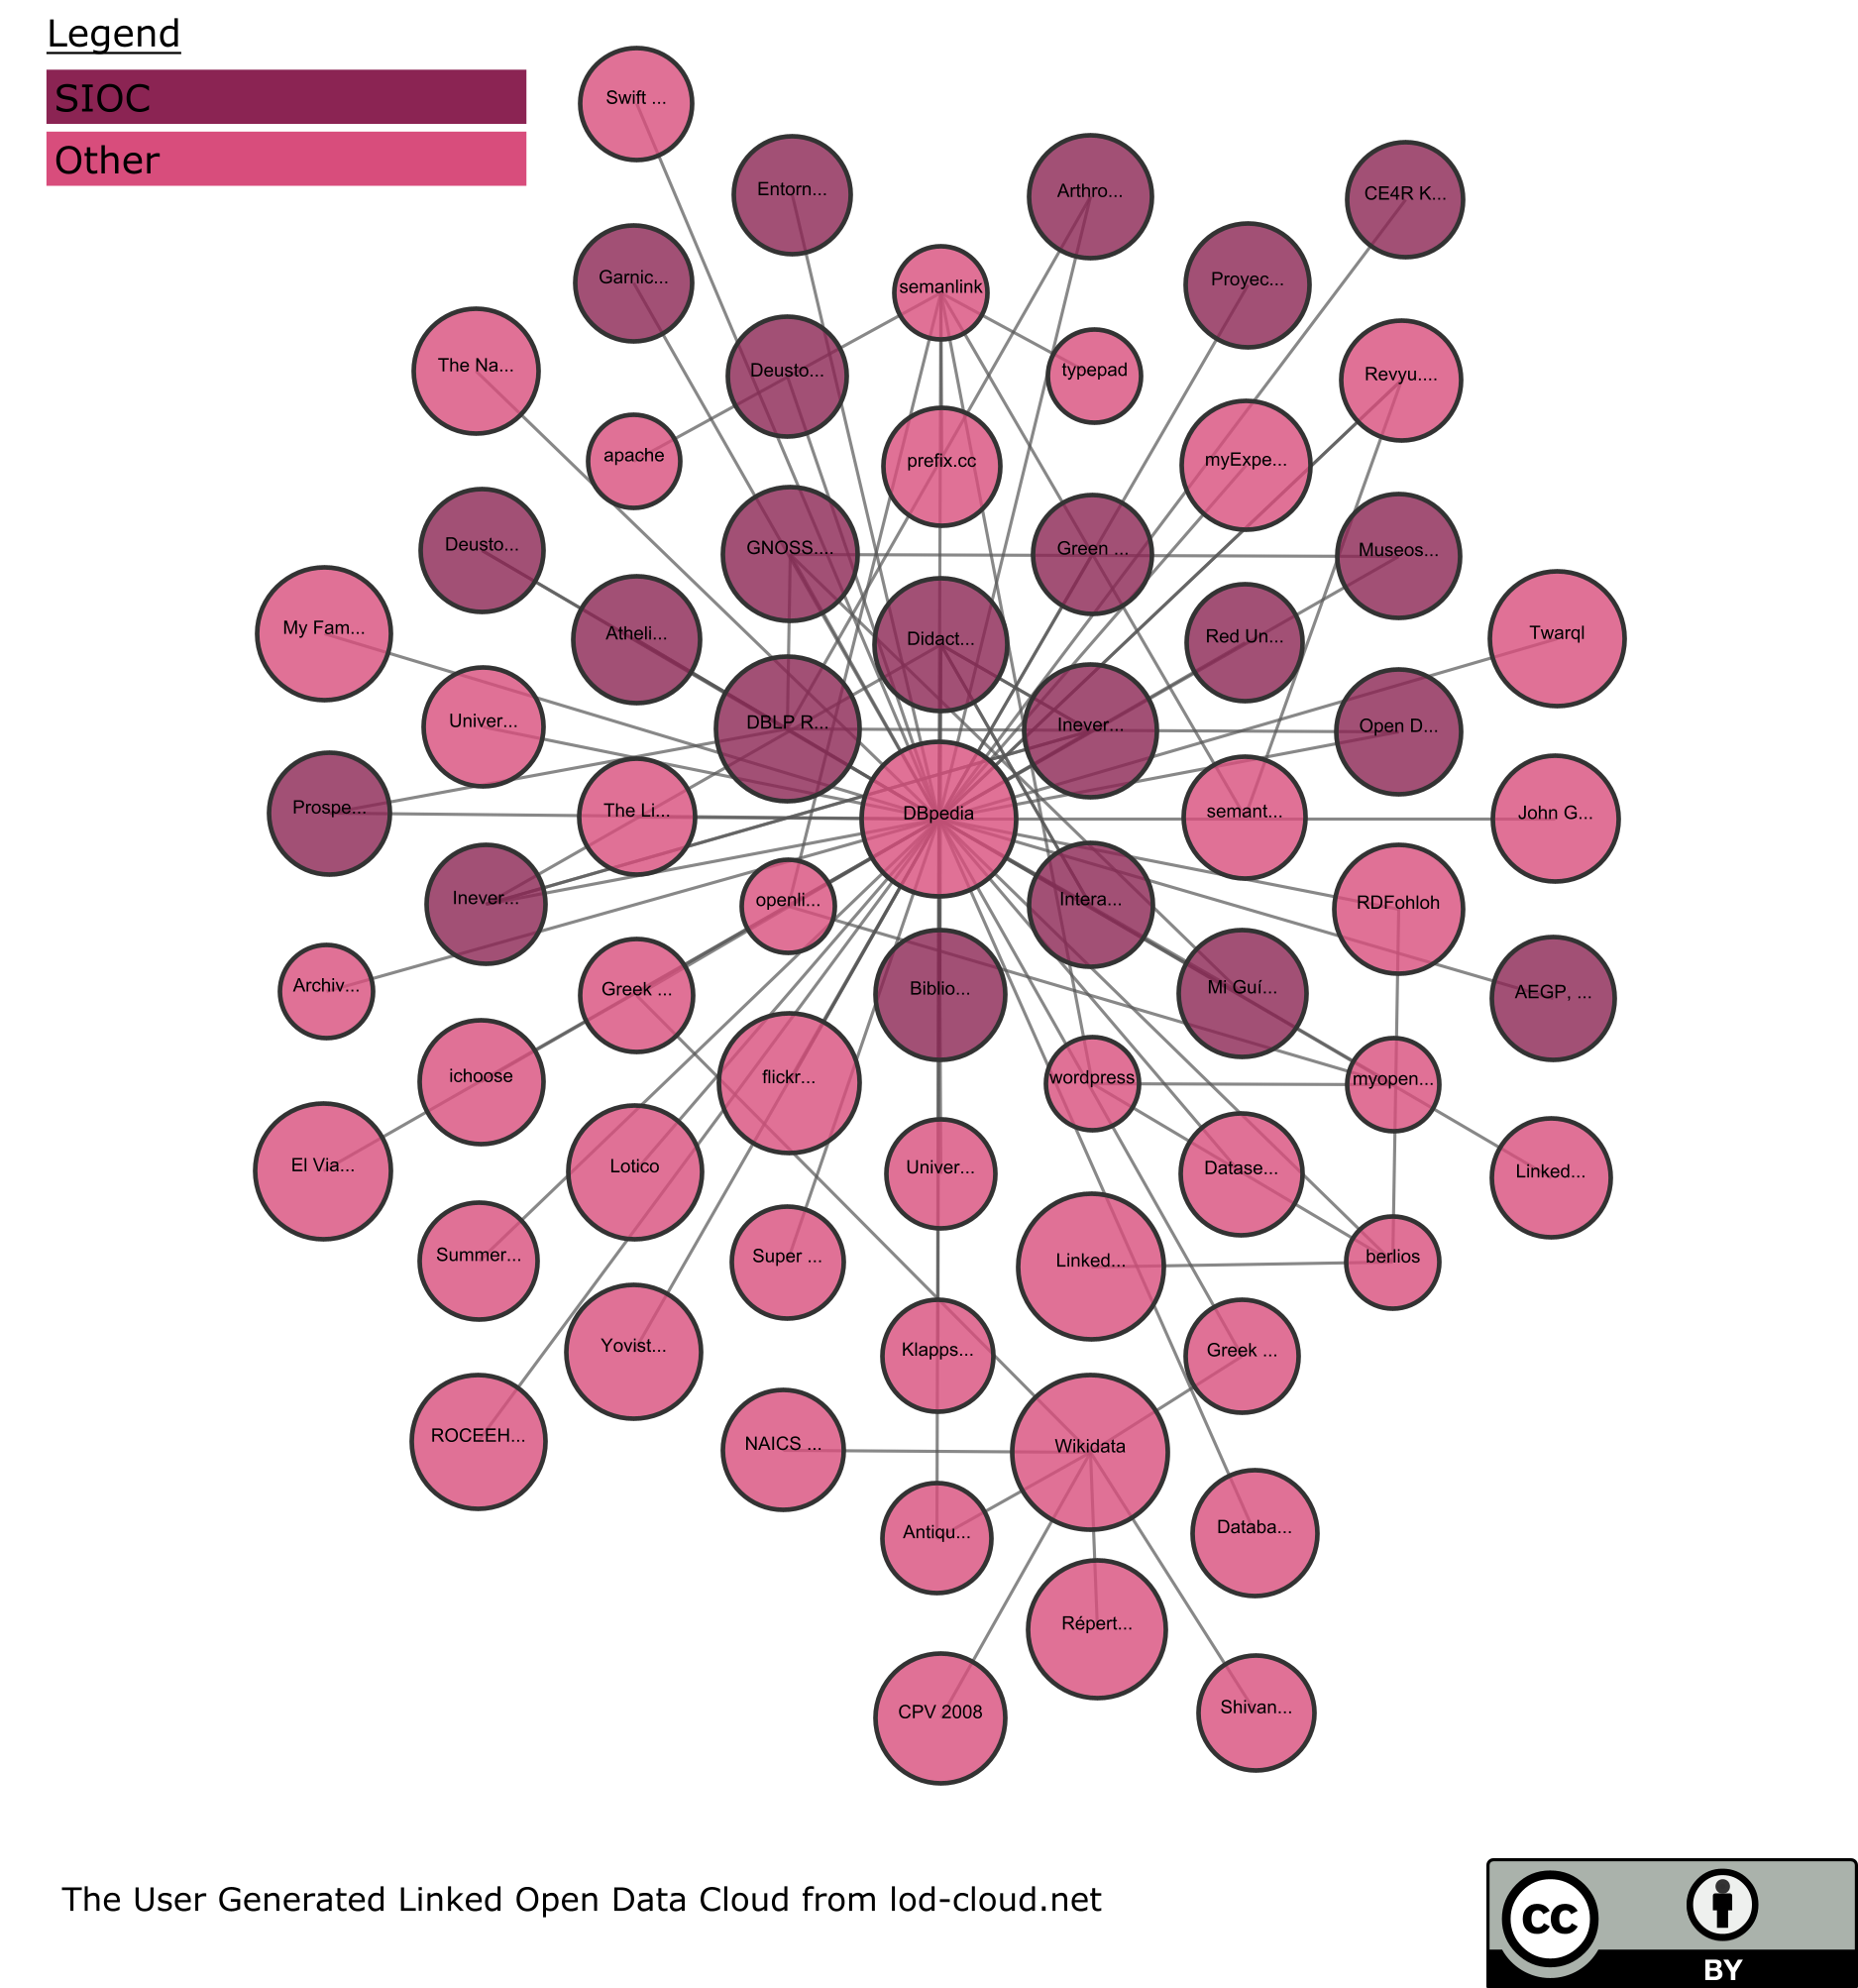 Legend
SIOC
Other
Swift ...
Entorn...
Arthro...
CE4R K...
Garnic...
semanlink
Proyec...
The Na...
Deusto...
typepad
Revyu....
apache
prefix.cc
myExpe...
Deusto...
GNOSS....
Green ...
Museos...
My Fam...
Atheli...
Didact...
Red Un...
Twarql
Univer...
DBLP R...
Inever...
Open D...
Prospe...
The Li...
DBpedia
semant...
John G...
Inever...
openli...
Intera...
RDFohloh
Archiv...
Greek ...
Biblio...
Mi Guí...
AEGP, ...
ichoose
flickr...
wordpress
myopen...
El Via...
Lotico
Univer...
Datase...
Linked...
Summer...
Super ...
Linked...
berlios
Yovist...
Klapps...
Greek ...
ROCEEH...
NAICS ...
Wikidata
Antiqu...
Databa...
Répert...
CPV 2008
Shivan...
The User Generated Linked Open Data Cloud from lod-cloud.net
cc
BY